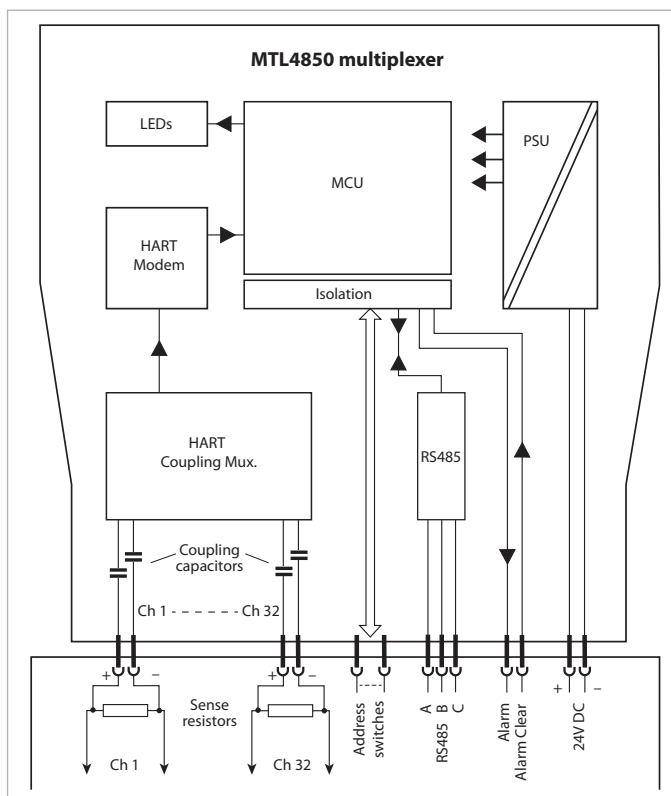 MTL4850 multiplexer
LEDs
MCU
PSU
HART
Modem
Isolation
HART
Coupling Mux.
RS485
Coupling
capacitors
Ch 1 - - - - - - Ch 32
+ −
+ −
Sense
resistors
Address
switches
A
B
C
RS485
Alarm
Alarm Clear
+ −
24V DC
Ch 1
Ch 32